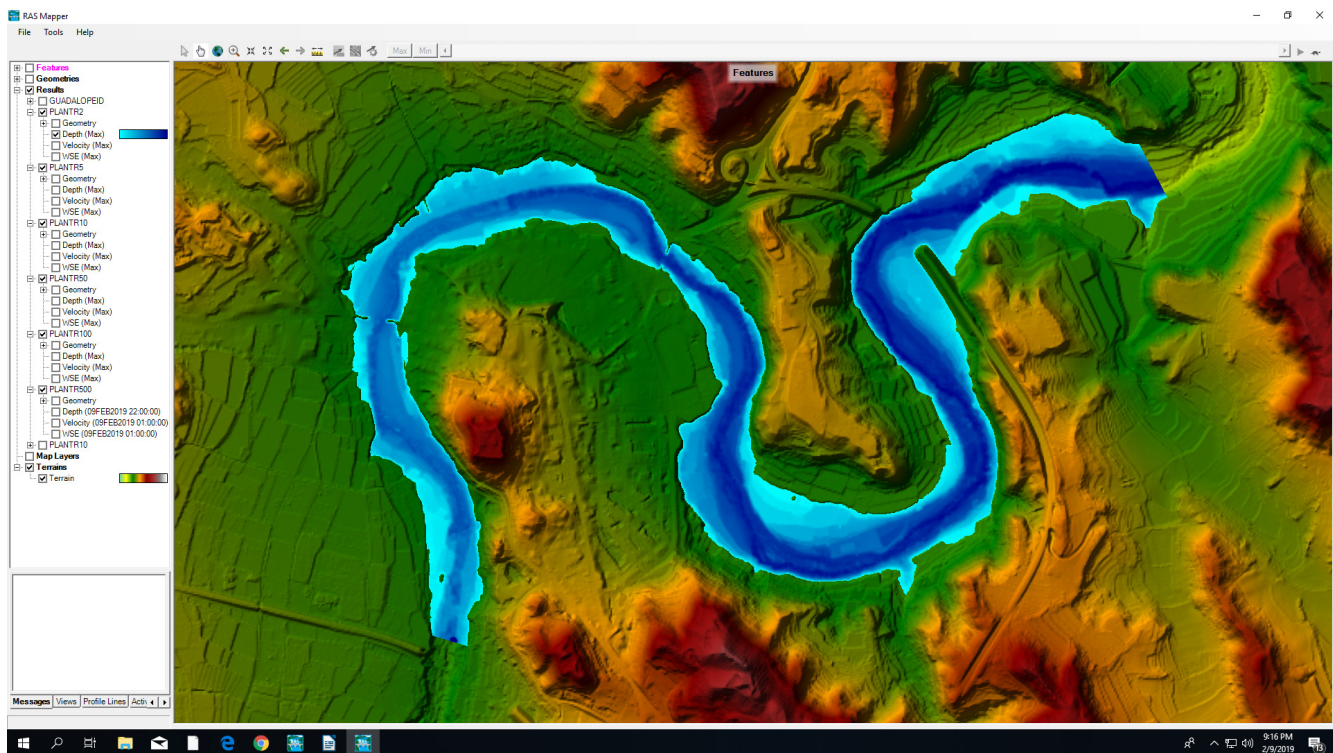 RAS Mapper
File Tools Help
Max Min
Features
Features
Geometries
Results
GUADALOPEID
PLANTR2
Geometry
Depth (Max)
Velocity (Max)
WSE (Max)
PLANTR5
Geometry
Depth (Max)
Velocity (Max)
WSE (Max)
PLANTR10
Geometry
Depth (Max)
Velocity (Max)
WSE (Max)
PLANTR50
Geometry
Depth (Max)
Velocity (Max)
WSE (Max)
PLANTR100
Geometry
Depth (Max)
Velocity (Max)
WSE (Max)
PLANTR500
Geometry
Depth (09FEB2019 22:00:00)
Velocity (09FEB2019 01:00:00)
WSE (09FEB2019 01:00:00)
PLANTR10
Map Layers
Terrains
Terrain
Messages Views Profile Lines Activ
9:16 PM
2/9/2019